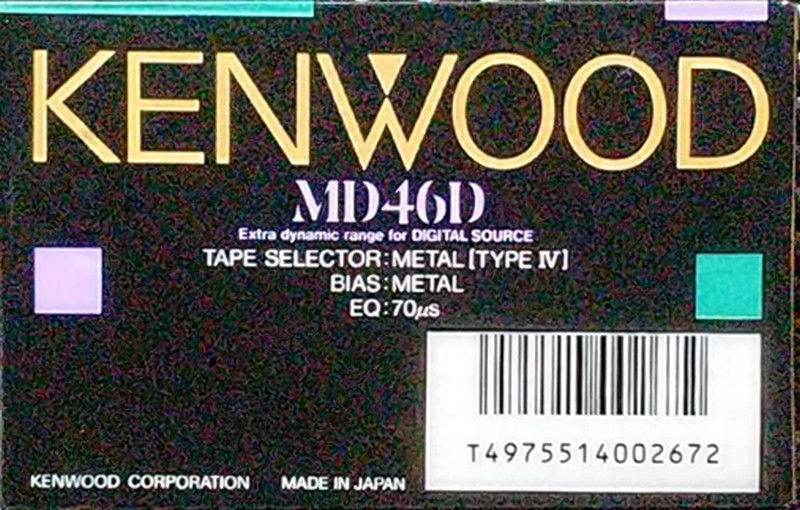 KENWOOD
MD46D
Extra dynamic range for DIGITAL SOURCE
TAPE SELECTOR:METAL[TYPE Ⅳ]
BIAS:METAL
EQ:70µs
T4975514002672
KENWOOD CORPORATION MADE IN JAPAN